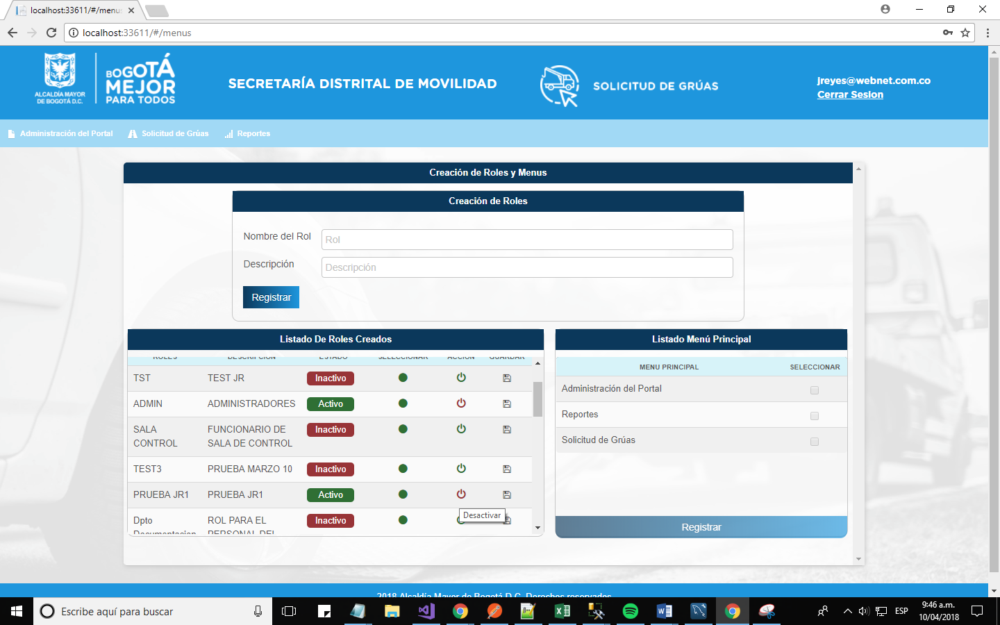 localhost:33611/#/menus
localhost:33611/#/menus
ALCALDÍA MAYOR
DE BOGOTÁ D.C.
BOGOTÁ
MEJOR
PARA TODOS
SECRETARÍA DISTRITAL DE MOVILIDAD
SOLICITUD DE GRÚAS
jreyes@webnet.com.co
Cerrar Sesion
Administración del Portal
Solicitud de Grúas
Reportes
Creación de Roles y Menus
Creación de Roles
Nombre del Rol
Rol
Descripción
Descripción
Registrar
Listado De Roles Creados
ROLES DESCRIPCIÓN ESTADO SELECCIONAR ACCIÓN GUARDAR
TST TEST JR Inactivo
ADMIN ADMINISTRADORES Activo
SALA FUNCIONARIO DE Inactivo
CONTROL SALA DE CONTROL
TEST3 PRUEBA MARZO 10 Inactivo
PRUEBA JR1 PRUEBA JR1 Activo
Desactivar
Dpto ROL PARA EL Inactivo
Documentacion PERSONAL DEL
Listado Menú Principal
MENU PRINCIPAL SELECCIONAR
Administración del Portal
Reportes
Solicitud de Grúas
Registrar
2018 Alcaldía Mayor de Bogotá D.C. Derechos reservados
Escribe aquí para buscar
ESP
9:46 a.m.
10/04/2018